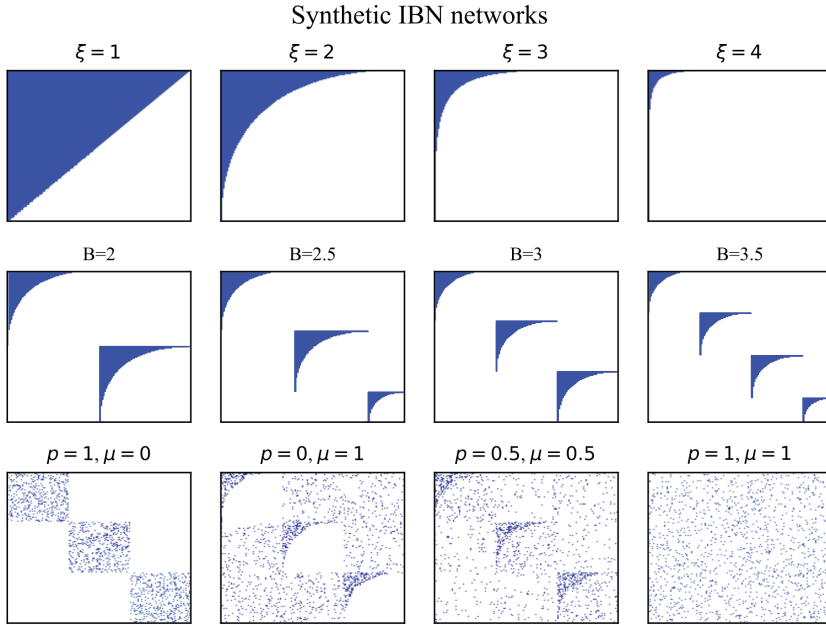 Synthetic IBN networks
ξ = 1
ξ = 2
ξ = 3
ξ = 4
B=2
B=2.5
B=3
B=3.5
p = 1, μ = 0
p = 0, μ = 1
p = 0.5, μ = 0.5
p = 1, μ = 1